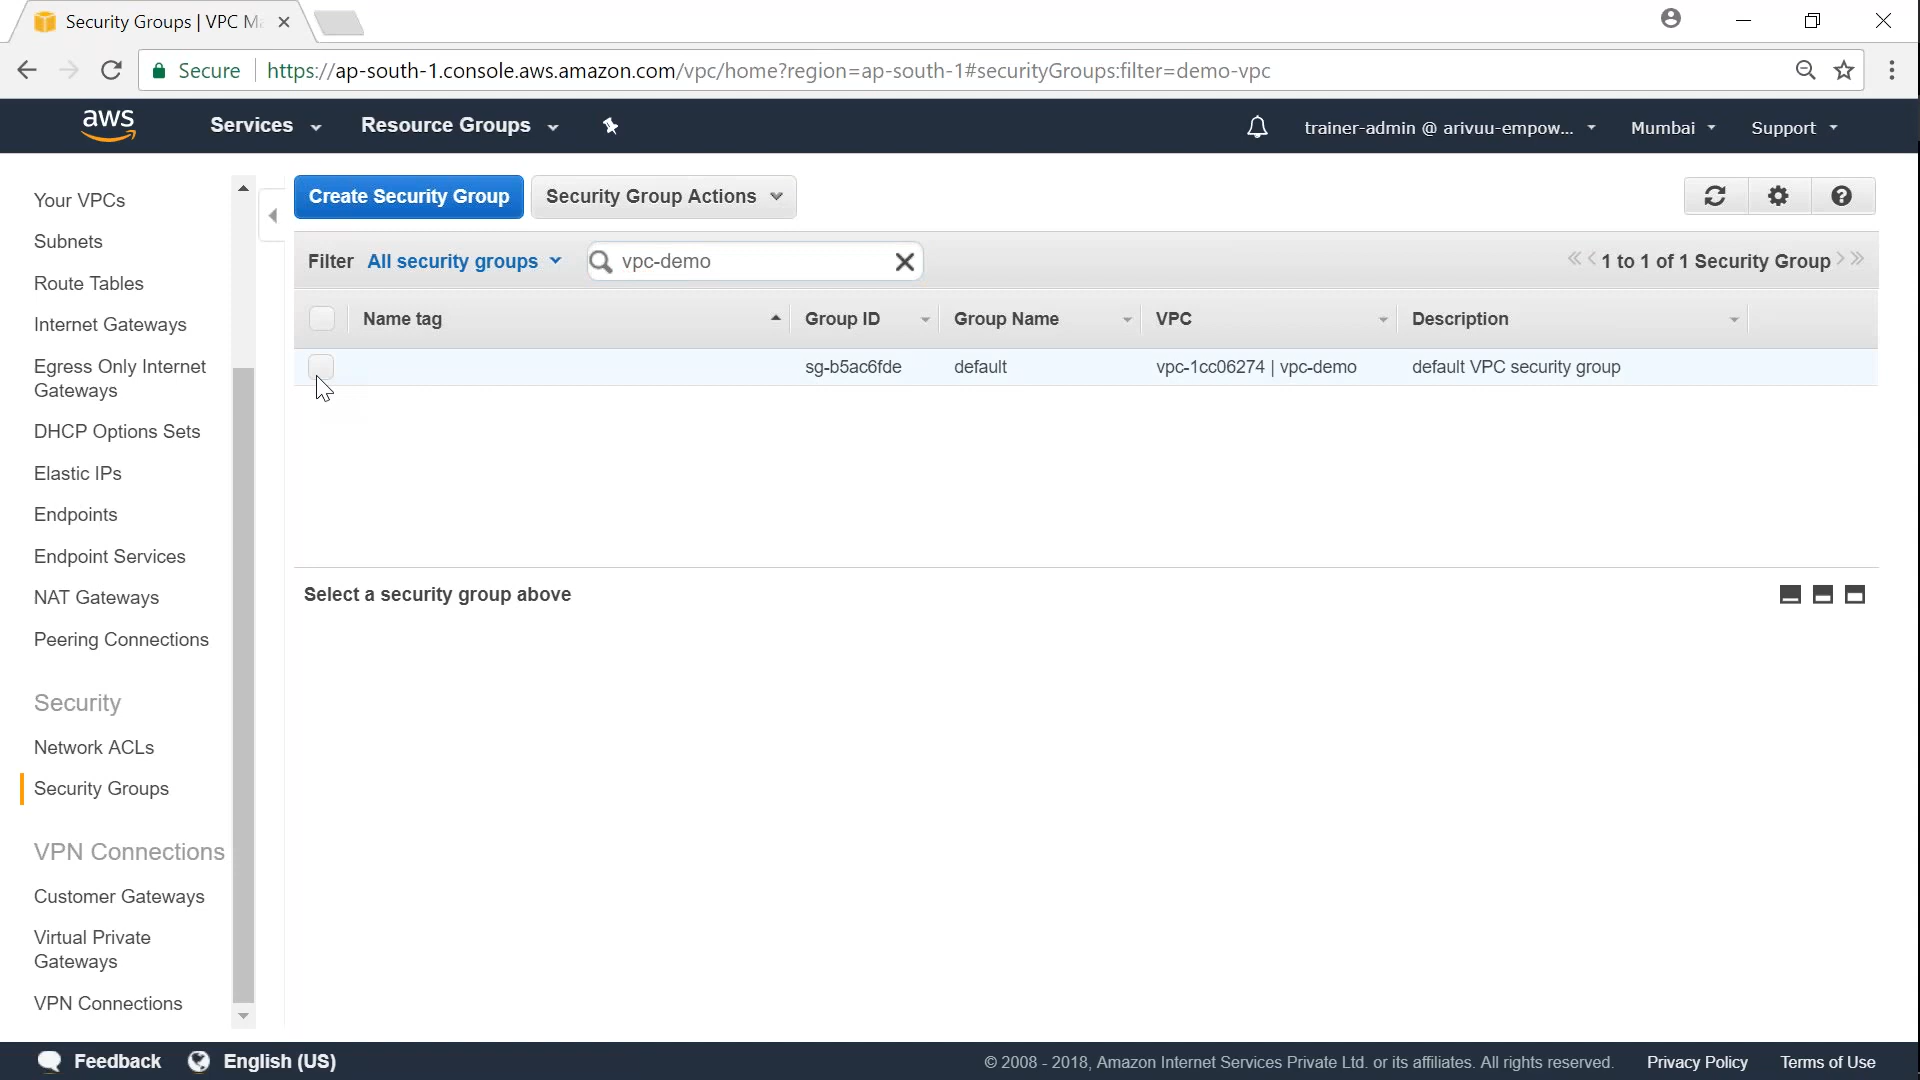 Security Groups | VPC Ma
Secure
https://ap-south-1.console.aws.amazon.com/vpc/home?region=ap-south-1#securityGroups:filter=demo-vpc
aws
Services
Resource Groups
trainer-admin @ arivuu-empow...
Mumbai
Support
Your VPCs
Subnets
Route Tables
Internet Gateways
Egress Only Internet
Gateways
DHCP Options Sets
Elastic IPs
Endpoints
Endpoint Services
NAT Gateways
Peering Connections
Security
Network ACLs
Security Groups
VPN Connections
Customer Gateways
Virtual Private
Gateways
VPN Connections
Create Security Group
Security Group Actions
Filter All security groups
vpc-demo
1 to 1 of 1 Security Group
Name tag Group ID Group Name VPC Description
sg-b5ac6fde default vpc-1cc06274 | vpc-demo default VPC security group
Select a security group above
Feedback
English (US)
© 2008 - 2018, Amazon Internet Services Private Ltd. or its affiliates. All rights reserved.
Privacy Policy
Terms of Use